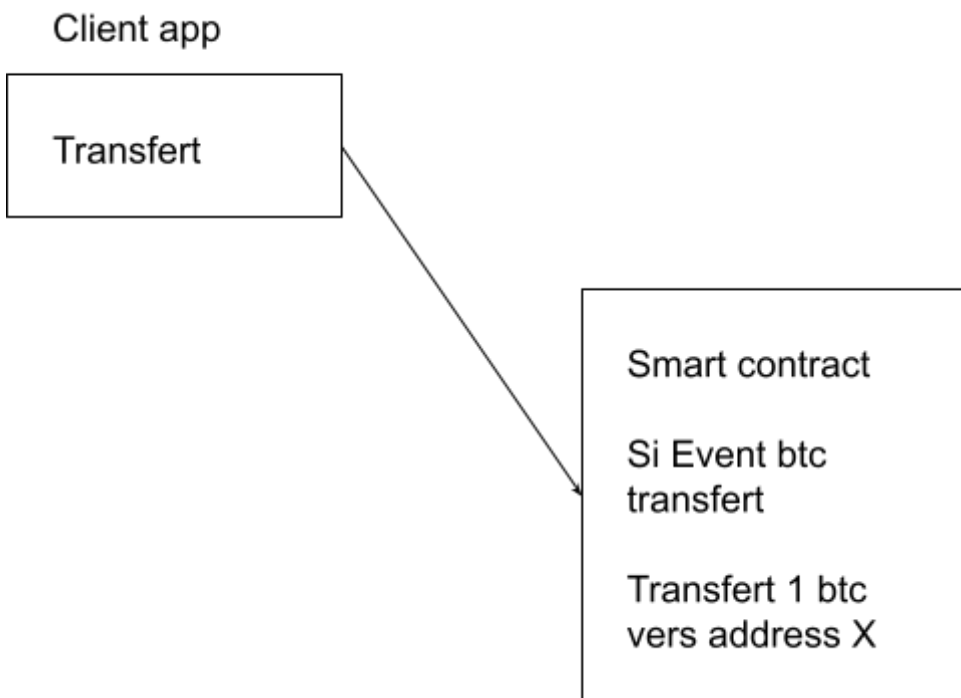 Client app
Transfert
Smart contract
Si Event btc
transfert
Transfert 1 btc
vers address X